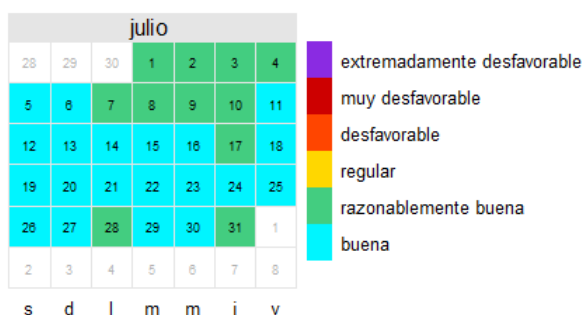 julio
28 29 30 1 2 3 4
5 6 7 8 9 10 11
12 13 14 15 16 17 18
19 20 21 22 23 24 25
26 27 28 29 30 31 1
2 3 4 5 6 7 8
s d l m m j v
extremadamente desfavorable
muy desfavorable
desfavorable
regular
razonablemente buena
buena